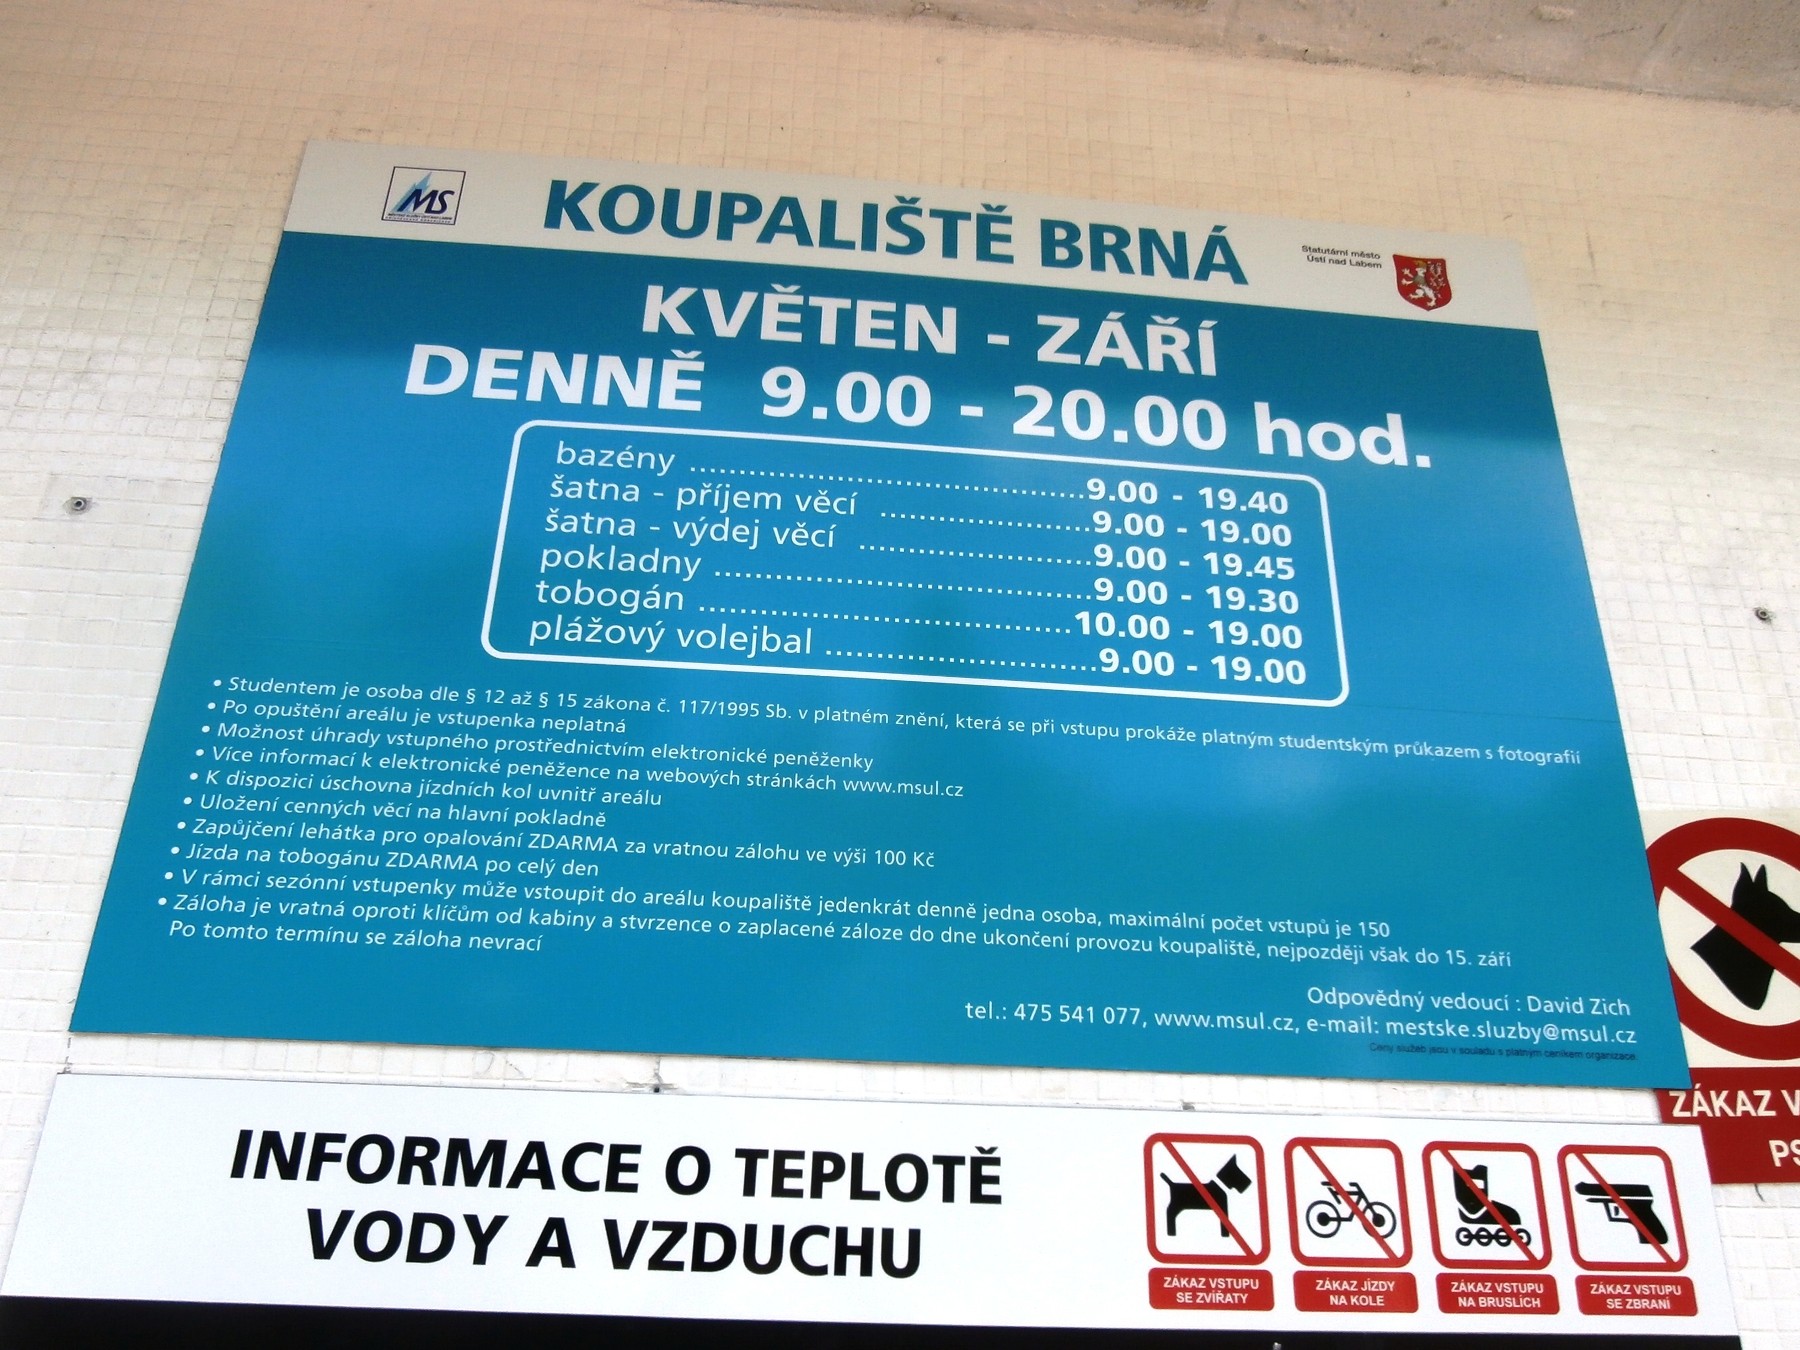 MS
KOUPALIŠTĚ BRNÁ
Statutární město
Ústí nad Labem
KVĚTEN - ZÁŘÍ
DENNĚ 9.00 - 20.00 hod.
bazény ........................................9.00 - 19.40
šatna - příjem věcí ......................9.00 - 19.00
šatna - výdej věcí ........................9.00 - 19.45
pokladny .......................................9.00 - 19.30
tobogán ......................................10.00 - 19.00
plážový volejbal ............................9.00 - 19.00
• Studentem je osoba dle § 12 až § 15 zákona č. 117/1995 Sb. v platném znění, která se při vstupu prokáže platným studentským průkazem s fotografií
• Po opuštění areálu je vstupenka neplatná
• Možnost úhrady vstupného prostřednictvím elektronické peněženky
• Více informací k elektronické peněžence na webových stránkách www.msul.cz
• K dispozici úschovna jízdních kol uvnitř areálu
• Uložení cenných věcí na hlavní pokladně
• Zapůjčení lehátka pro opalování ZDARMA za vratnou zálohu ve výši 100 Kč
• Jízda na tobogánu ZDARMA po celý den
• V rámci sezónní vstupenky může vstoupit do areálu koupaliště jedenkrát denně jedna osoba, maximální počet vstupů je 150
• Záloha je vratná oproti klíčům od kabiny a stvrzence o zaplacené záloze do dne ukončení provozu koupaliště, nejpozději však do 15. září
Po tomto termínu se záloha nevrací
Odpovědný vedoucí : David Zich
tel.: 475 541 077, www.msul.cz, e-mail: mestske.sluzby@msul.cz
Ceny služeb jsou v souladu s platným ceníkem organizace
ZÁKAZ V
PS
INFORMACE O TEPLOTĚ
VODY A VZDUCHU
ZÁKAZ VSTUPU
SE ZVÍŘATY
ZÁKAZ JÍZDY
NA KOLE
ZÁKAZ VSTUPU
NA BRUSLÍCH
ZÁKAZ VSTUPU
SE ZBRANÍ